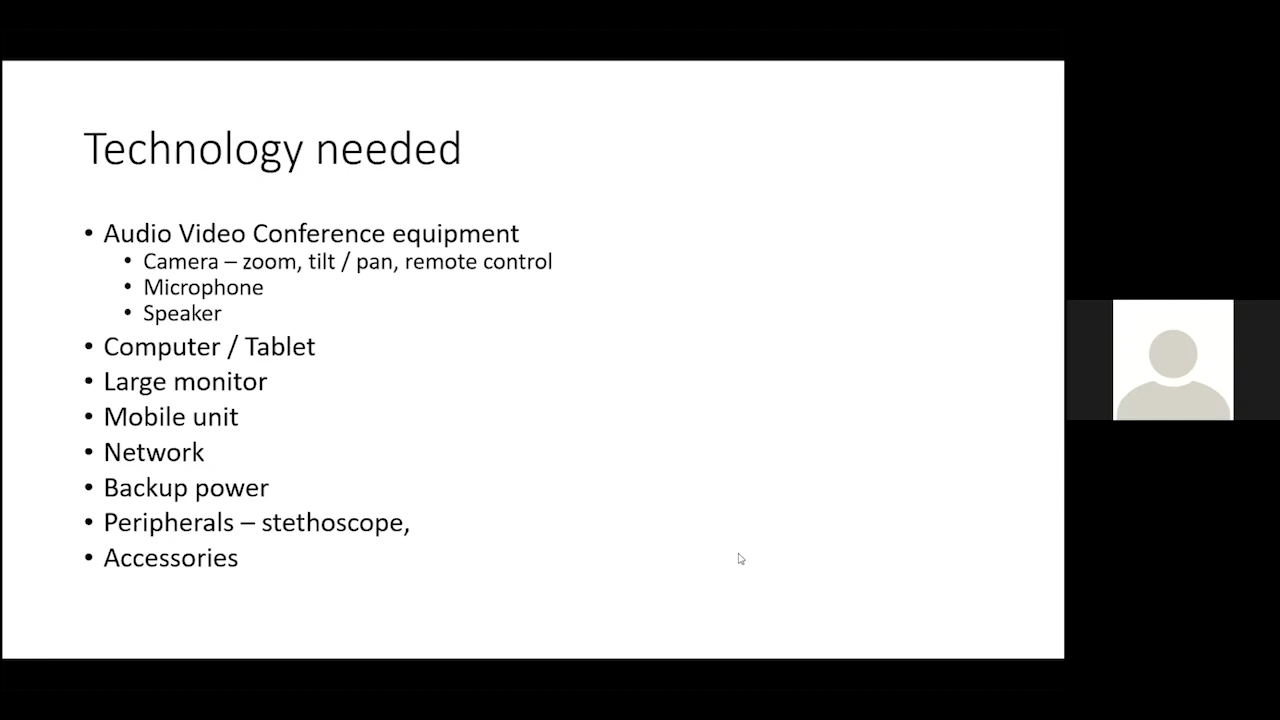 Technology needed
• Audio Video Conference equipment
• Camera – zoom, tilt / pan, remote control
• Microphone
• Speaker
• Computer / Tablet
• Large monitor
• Mobile unit
• Network
• Backup power
• Peripherals – stethoscope,
• Accessories